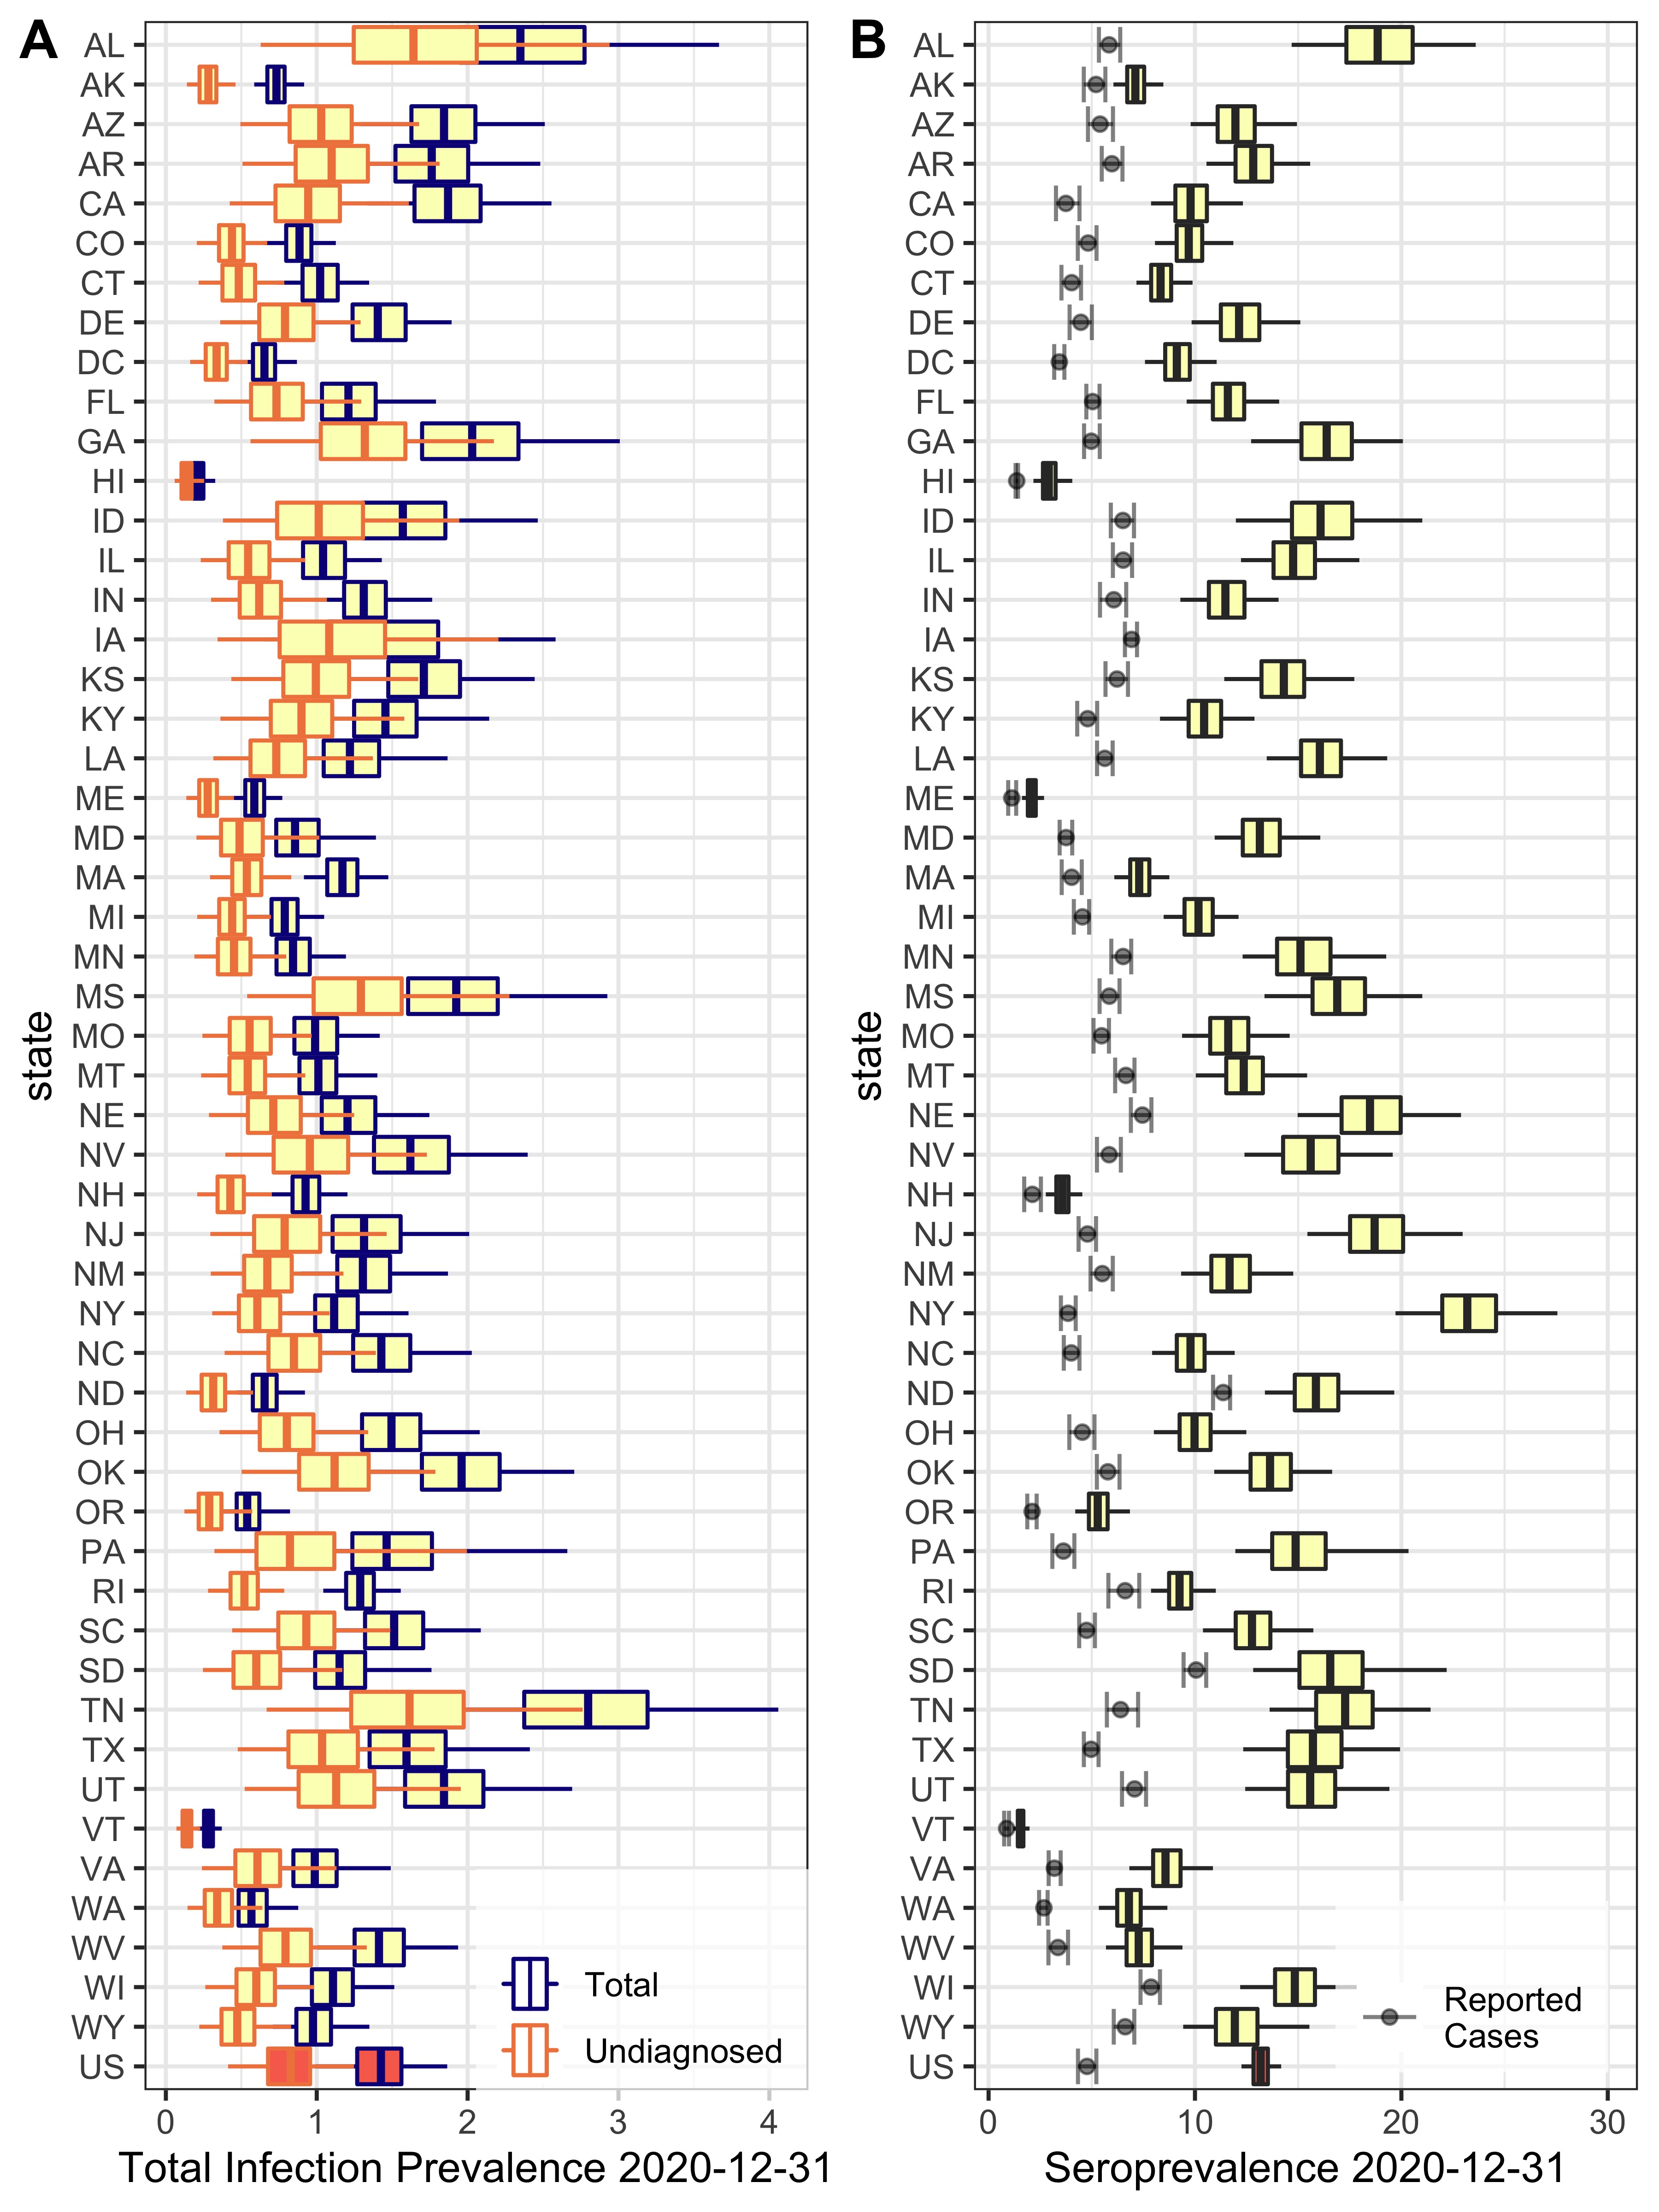 A
AL
AK
AZ
AR
CA
CO
CT
DE
DC
FL
GA
HI
ID
IL
IN
IA
KS
KY
LA
ME
MD
MA
MI
MN
MS
MO
MT
NE
NV
NH
NJ
NM
NY
NC
ND
OH
OK
OR
PA
RI
SC
SD
TN
TX
UT
VT
VA
WA
WV
WI
WY
US
state
Total
Undiagnosed
0 1 2 3 4
Total Infection Prevalence 2020-12-31
B
AL
AK
AZ
AR
CA
CO
CT
DE
DC
FL
GA
HI
ID
IL
IN
IA
KS
KY
LA
ME
MD
MA
MI
MN
MS
MO
MT
NE
NV
NH
NJ
NM
NY
NC
ND
OH
OK
OR
PA
RI
SC
SD
TN
TX
UT
VT
VA
WA
WV
WI
WY
US
state
Reported
Cases
0 10 20 30
Seroprevalence 2020-12-31